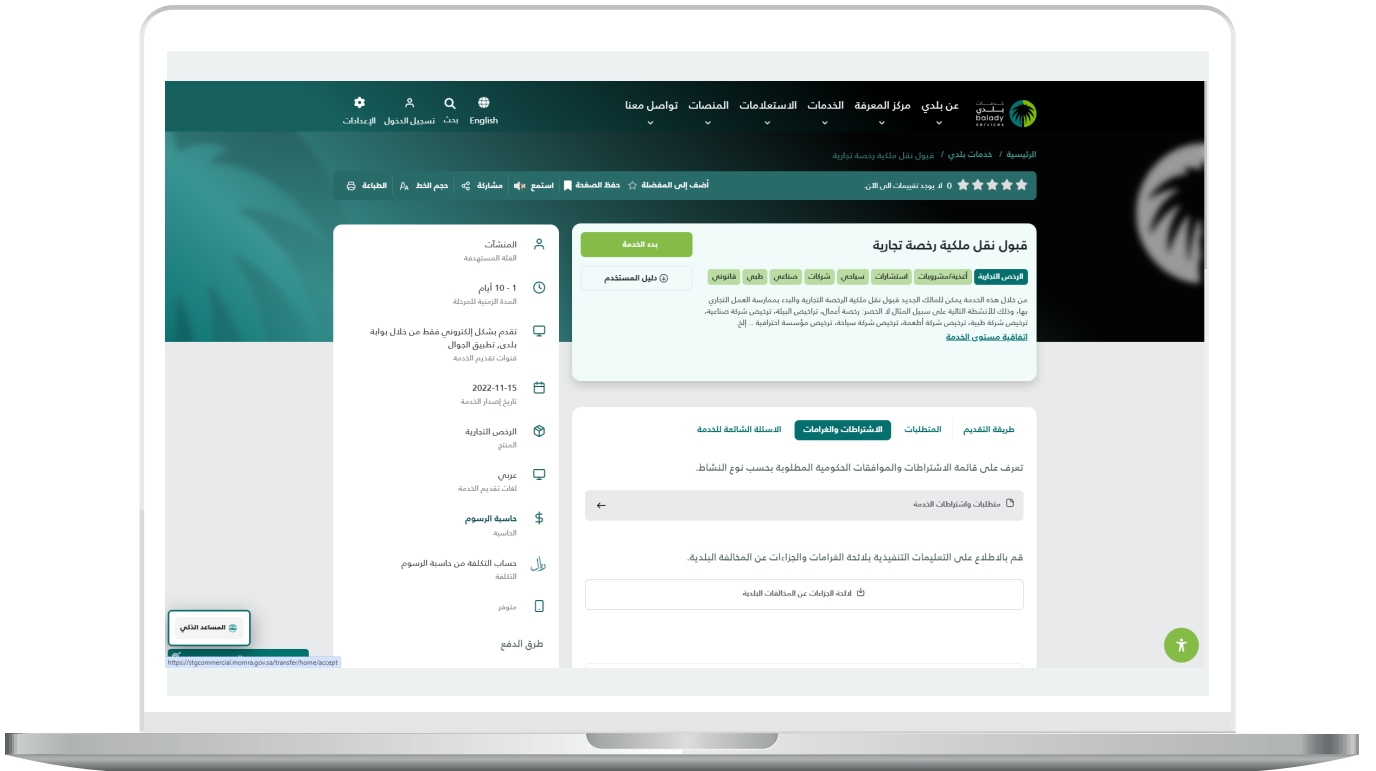 خدمات
بلدي
balady
services
عن بلدي
مركز المعرفة
الخدمات
الاستعلامات
المنصات
تواصل معنا
English
بحث
تسجيل الدخول
الإعدادات
الرئيسية / خدمات بلدي / قبول نقل ملكية رخصة تجارية
0 لا يوجد تقييمات الى الآن.
أضف إلى المفضلة
حفظ الصفحة
استمع
مشاركة
حجم الخط
الطباعة
قبول نقل ملكية رخصة تجارية
بدء الخدمة
دليل المستخدم
الرخص التجارية
أغذية/مشروبات
استشارات
سياحي
شركات
صناعي
طبي
قانوني
من خلال هذه الخدمة يمكن للمالك الجديد قبول نقل ملكية الرخصة التجارية والبدء بممارسة العمل التجاري
بها، وذلك للأنشطة التالية على سبيل المثال لا الحصر: رخصة أعمال، تراخيص البيئة، ترخيص شركة صناعية،
ترخيص شركة طبية، ترخيص شركة أطعمة، ترخيص شركة سياحة، ترخيص مؤسسة احترافية .. إلخ.
اتفاقية مستوى الخدمة
طريقة التقديم
المتطلبات
الاشتراطات والغرامات
الاسئلة الشائعة للخدمة
تعرف على قائمة الاشتراطات والموافقات الحكومية المطلوبة بحسب نوع النشاط.
متطلبات واشتراطات الخدمة
قم بالاطلاع على التعليمات التنفيذية بلائحة الغرامات والجزاءات عن المخالفة البلدية.
لائحة الجزاءات عن المخالفات البلدية
المنشآت
الفئة المستهدفة
1 - 10 أيام
المدة الزمنية للمرحلة
تقدم بشكل إلكتروني فقط من خلال بوابة
بلدي, تطبيق الجوال
قنوات تقديم الخدمة
2022-11-15
تاريخ إصدار الخدمة
الرخص التجارية
المنتج
عربي
لغات تقديم الخدمة
حاسبة الرسوم
الحاسبة
حساب التكلفة من حاسبة الرسوم
التكلفة
متوفر
طرق الدفع
المساعد الذكي
https://stgcommercial.momra.gov.sa/transfer/home/accept